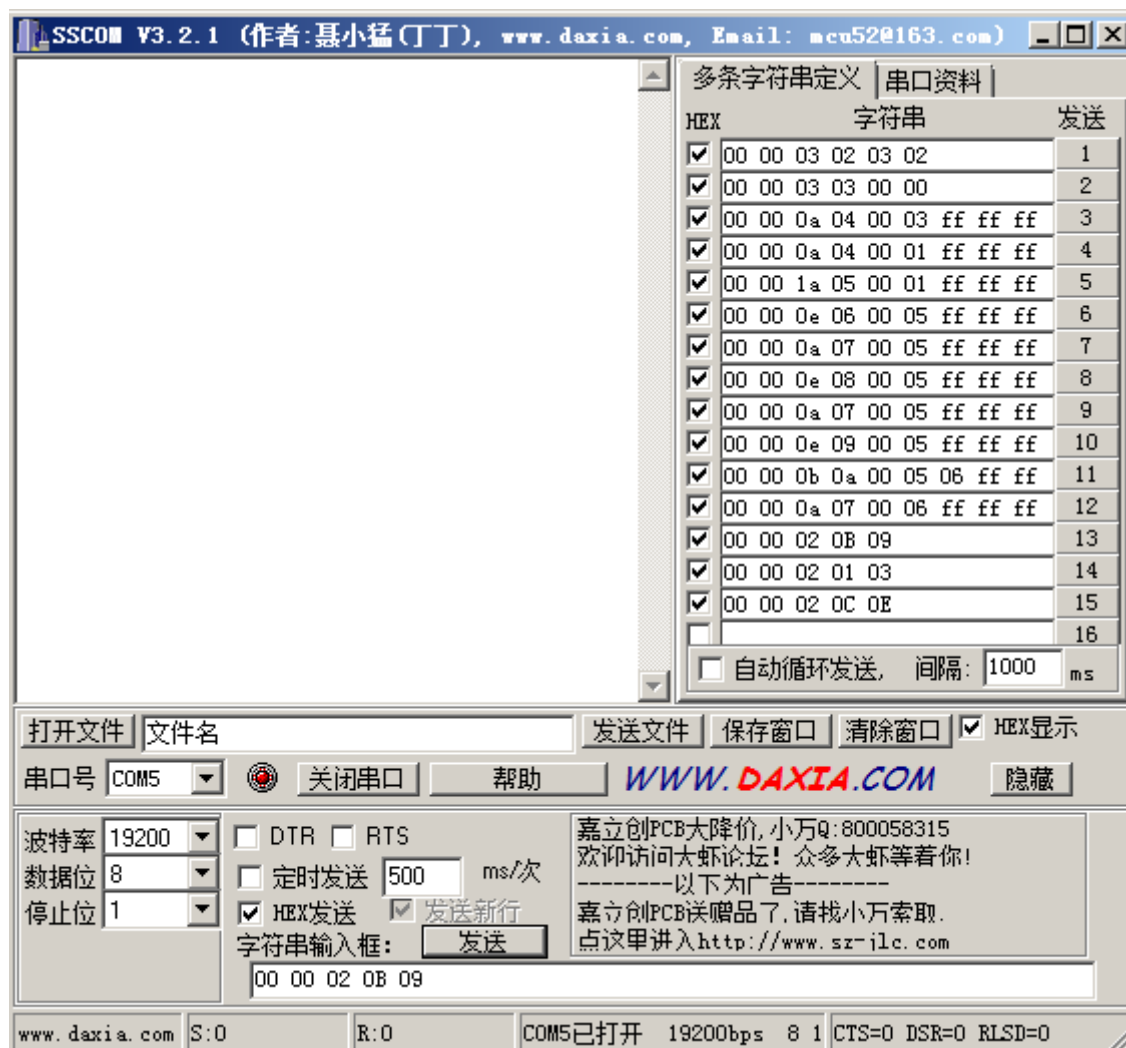 SSCOM V3.2.1 (作者:聂小猛(丁丁), www.daxia.com, Email: mcu52@163.com)
多条字符串定义 串口资料
HEX 字符串 发送
00 00 03 02 03 02 1
00 00 03 03 00 00 2
00 00 0a 04 00 03 ff ff ff 3
00 00 0a 04 00 01 ff ff ff 4
00 00 1a 05 00 01 ff ff ff 5
00 00 0e 06 00 05 ff ff ff 6
00 00 0a 07 00 05 ff ff ff 7
00 00 0e 08 00 05 ff ff ff 8
00 00 0a 07 00 05 ff ff ff 9
00 00 0e 09 00 05 ff ff ff 10
00 00 0b 0a 00 05 06 ff ff 11
00 00 0a 07 00 06 ff ff ff 12
00 00 02 0B 09 13
00 00 02 01 03 14
00 00 02 0C 0E 15
16
自动循环发送, 间隔: 1000 ms
打开文件 文件名 发送文件 保存窗口 清除窗口 HEX显示
串口号 COM5 关闭串口 帮助 WWW.DAXIA.COM 隐藏
波特率 19200 DTR RTS
数据位 8 定时发送 500 ms/次
停止位 1 HEX发送 发送新行
字符串输入框: 发送
00 00 02 0B 09
嘉立创PCB大降价,小万Q:800058315
欢迎访问大虾论坛! 众多大虾等着你!
--------以下为广告--------
嘉立创PCB送赠品了,请找小万索取.
点这里进入http://www.sz-jlc.com
www.daxia.com S:0 R:0 COM5已打开 19200bps 8 1 CTS=0 DSR=0 RLSD=0